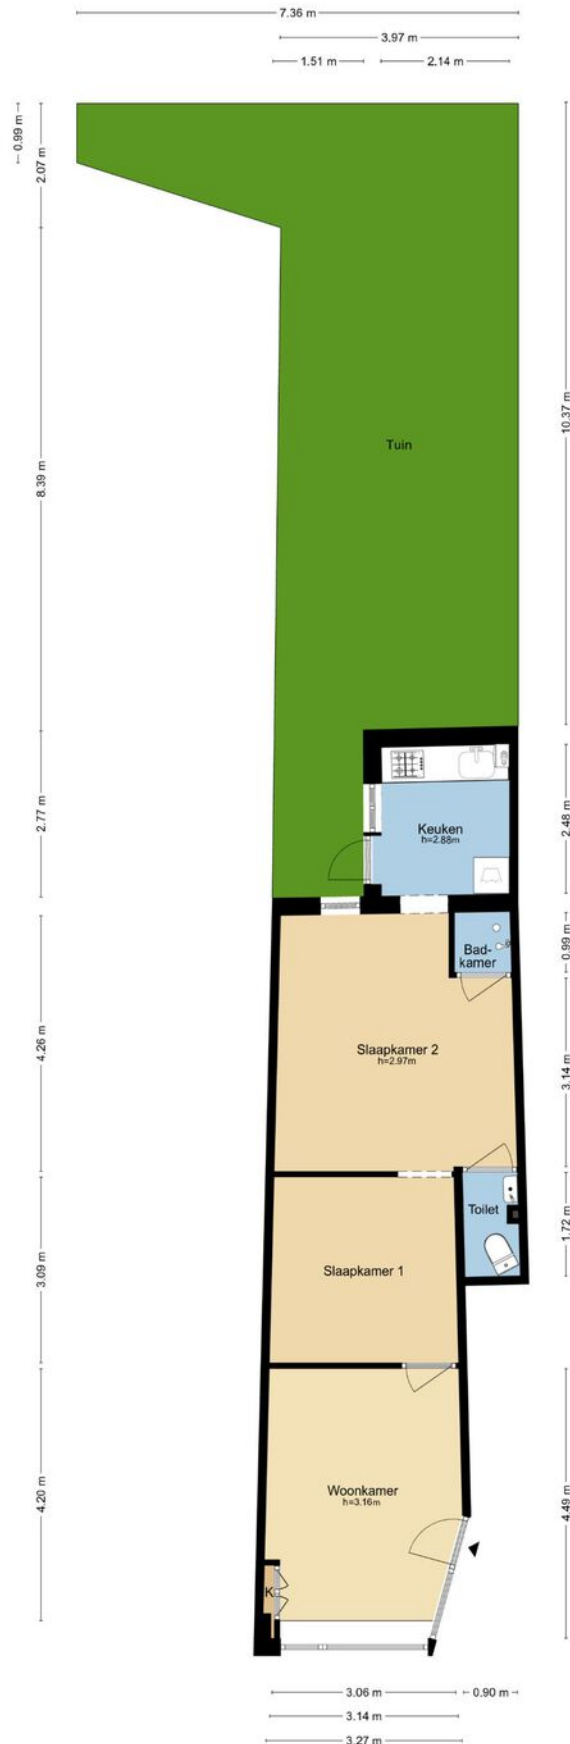 7.36 m
3.97 m
1.51 m
2.14 m
0.99 m
2.07 m
10.37 m
Tuin
8.39 m
2.77 m
Keuken
h=2.88m
2.48 m
Bad-
kamer
0.99 m
Slaapkamer 2
h=2.97m
4.26 m
3.14 m
Toilet
1.72 m
Slaapkamer 1
3.09 m
Woonkamer
h=3.16m
4.20 m
4.49 m
K
3.06 m
0.90 m
3.14 m
3.27 m